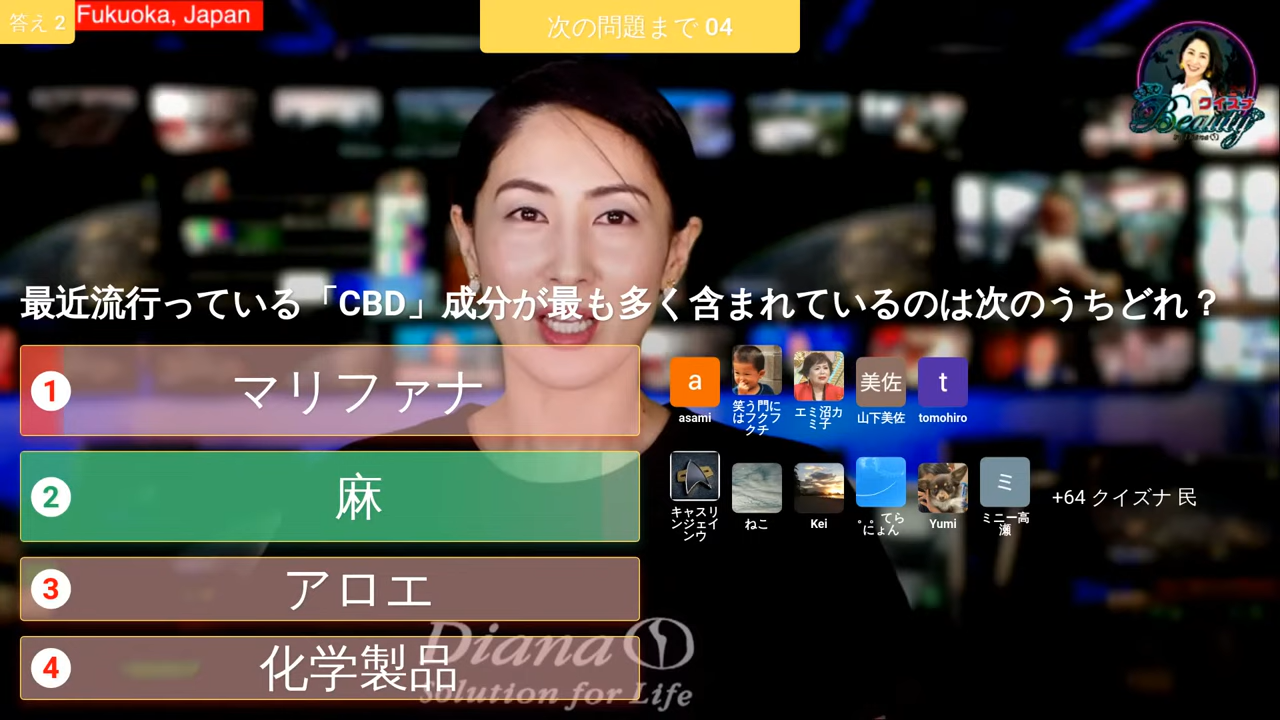 答え 2
Fukuoka, Japan
次の問題まで 04
クイズナ
Beauty
最近流行っている「CBD」成分が最も多く含まれているのは次のうちどれ？
1 マリファナ
a
asami
笑う門に
はフクフ
クチ
エミ沼カ
ミ子
美佐
山下美佐
t
tomohiro
2 麻
キャスリ
ンジェイ
ンウ
ねこ
Kei
。。てら
にょん
Yumi
ミ
ミニー高
瀬
+64 クイズナ 民
3 アロエ
4 化学製品
Diana
Solution for Life